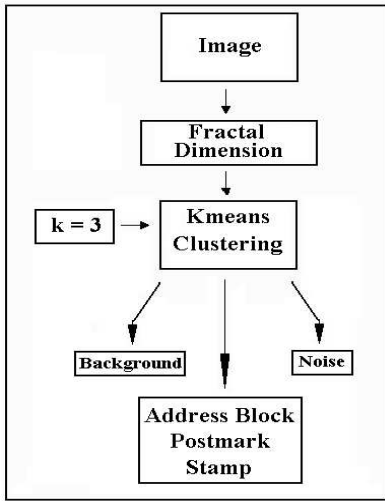 Image
Fractal
Dimension
k = 3
Kmeans
Clustering
Background
Noise
Address Block
Postmark
Stamp